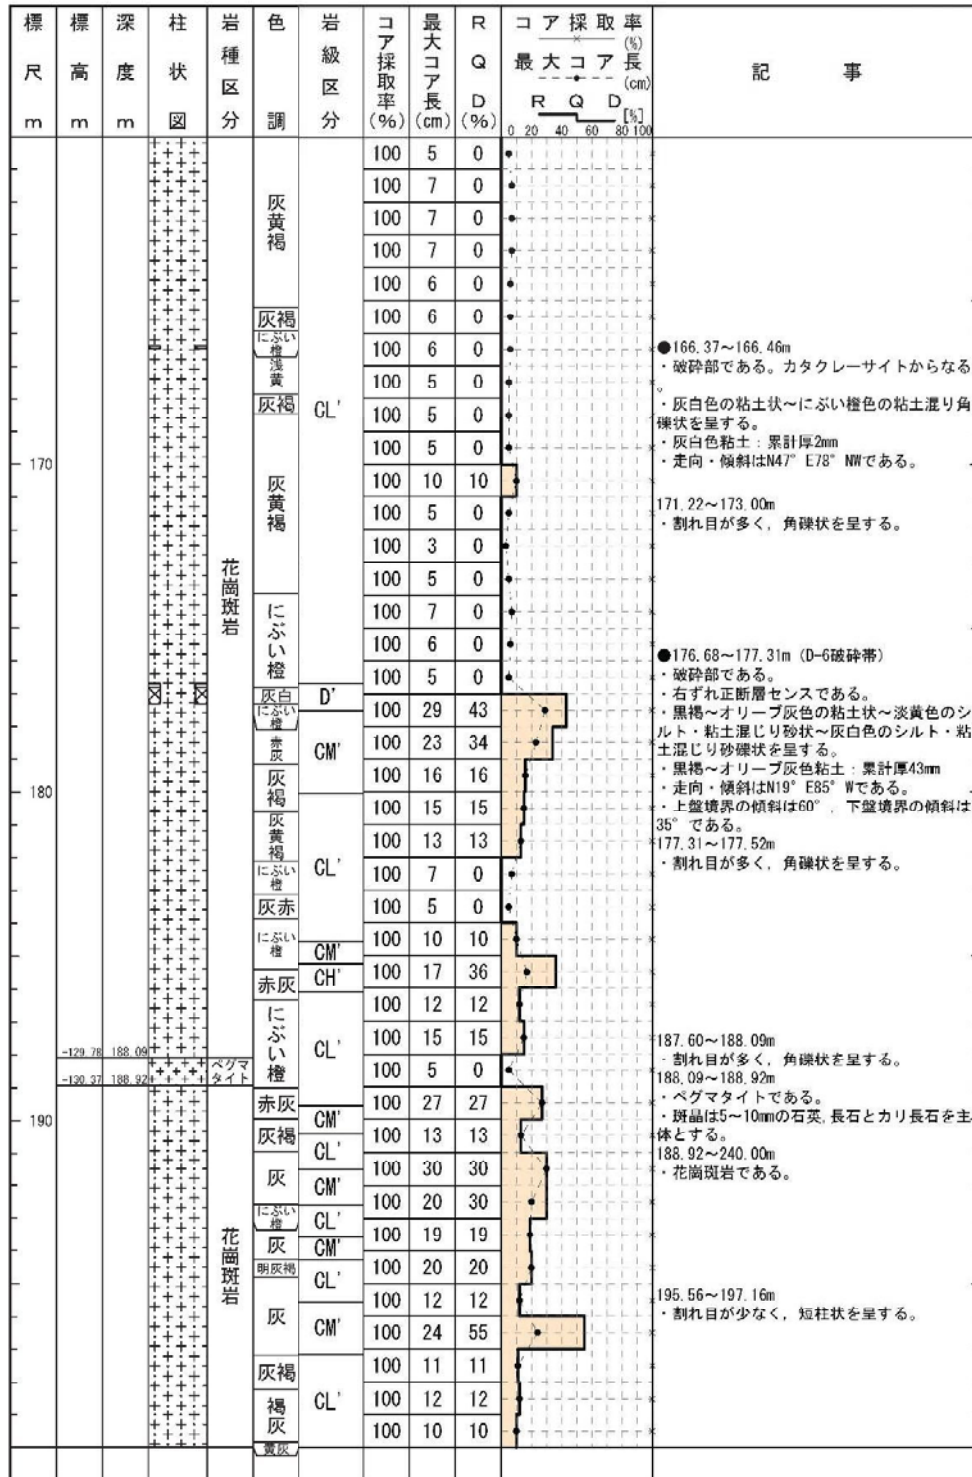 標尺m
標高m
深度m
柱状図
岩種区分
色調
岩級区分
コア採取率(%)
最大コア長(cm)
RQD(%)
コア採取率(%)
最大コア長(cm)
RQD[%]
0 20 40 60 80 100
記事
170
180
190
-129.78 188.09
-130.37 188.92
花崗斑岩
ペグマタイト
花崗斑岩
灰黄褐
灰褐
にぶい橙
浅黄
灰褐
灰黄褐
にぶい橙
灰白
にぶい橙
赤灰
灰褐
灰黄褐
にぶい橙
灰赤
にぶい橙
赤灰
にぶい橙
赤灰
灰褐
灰
にぶい橙
灰
明灰褐
灰
灰褐
褐灰
黄灰
CL'
D'
CM'
CL'
CM'
CH'
CL'
CM'
CL'
CM'
CL'
CM'
CL'
CM'
CL'
100 5 0
100 7 0
100 7 0
100 7 0
100 6 0
100 6 0
100 6 0
100 5 0
100 5 0
100 5 0
100 10 10
100 5 0
100 3 0
100 5 0
100 7 0
100 6 0
100 5 0
100 29 43
100 23 34
100 16 16
100 15 15
100 13 13
100 7 0
100 5 0
100 10 10
100 17 36
100 12 12
100 15 15
100 5 0
100 27 27
100 13 13
100 30 30
100 20 30
100 19 19
100 20 20
100 12 12
100 24 55
100 11 11
100 12 12
100 10 10
●166.37～166.46m
・破砕部である。カタクレーサイトからなる
。
・灰白色の粘土状～にぶい橙色の粘土混り角
礫状を呈する。
・灰白色粘土：累計厚2mm
・走向・傾斜はN47°E78°NWである。
171.22～173.00m
・割れ目が多く，角礫状を呈する。
●176.68～177.31m (D-6破砕帯)
・破砕部である。
・右ずれ正断層センスである。
・黒褐～オリーブ灰色の粘土状～淡黄色のシ
ルト・粘土混じり砂状～灰白色のシルト・粘
土混じり砂礫状を呈する。
・黒褐～オリーブ灰色粘土：累計厚43mm
・走向・傾斜はN19°E85°Wである。
・上盤境界の傾斜は60°，下盤境界の傾斜は
35°である。
177.31～177.52m
・割れ目が多く，角礫状を呈する。
187.60～188.09m
・割れ目が多く，角礫状を呈する。
188.09～188.92m
・ペグマタイトである。
・斑晶は5～10mmの石英,長石とカリ長石を主
体とする。
188.92～240.00m
・花崗斑岩である。
195.56～197.16m
・割れ目が少なく，短柱状を呈する。